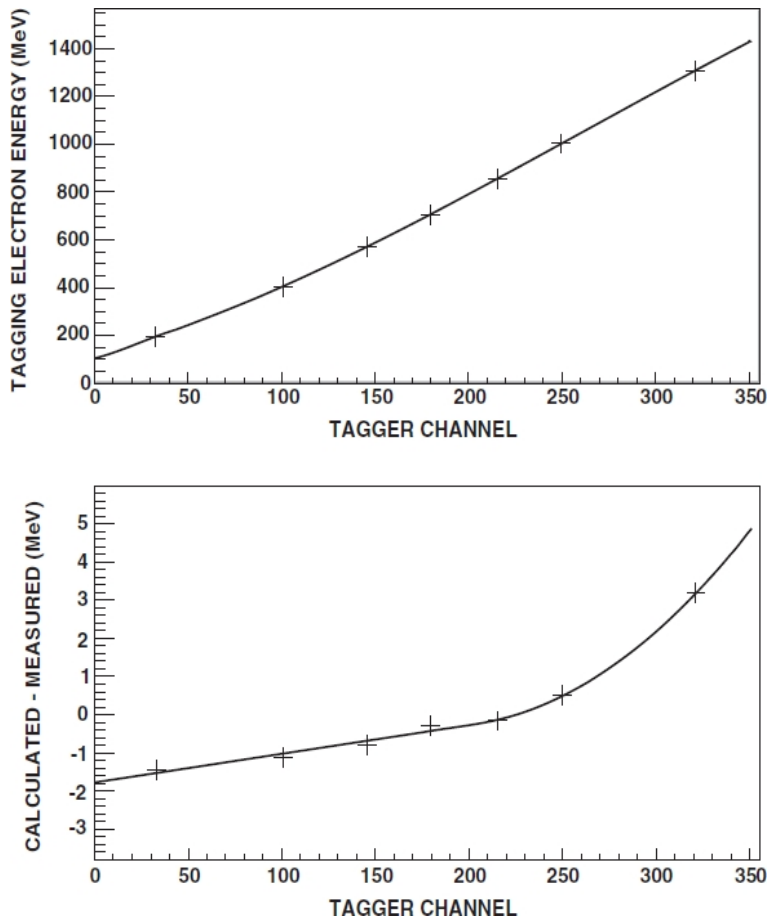 TAGGING ELECTRON ENERGY (MeV)
1400
1200
1000
800
600
400
200
0
0 50 100 150 200 250 300 350
TAGGER CHANNEL
CALCULATED - MEASURED (MeV)
5
4
3
2
1
0
-1
-2
-3
0 50 100 150 200 250 300 350
TAGGER CHANNEL